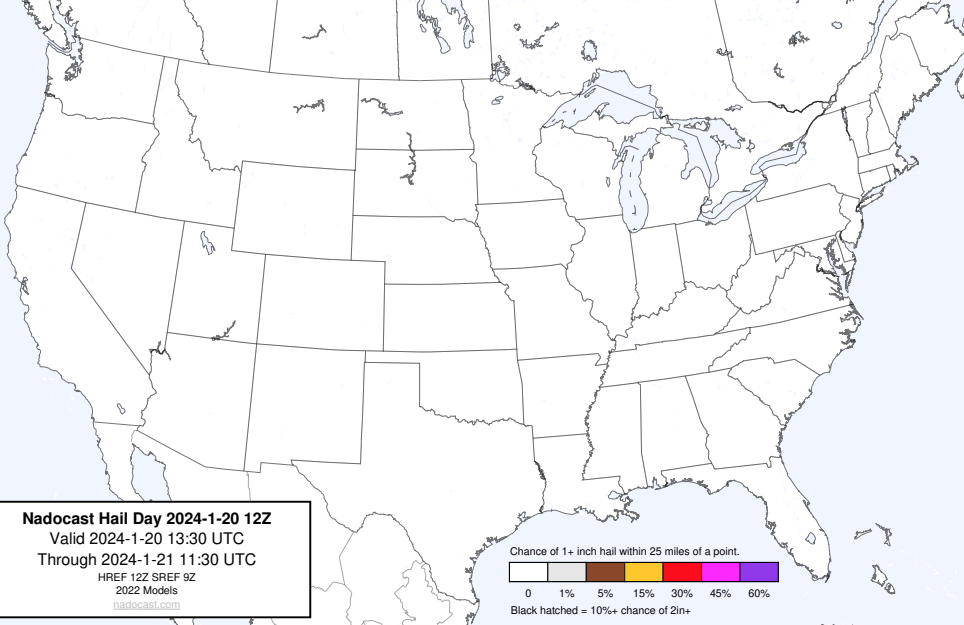 Nadocast Hail Day 2024-1-20 12Z
Valid 2024-1-20 13:30 UTC
Through 2024-1-21 11:30 UTC
HREF 12Z SREF 9Z
2022 Models
nadocast.com
Chance of 1+ inch hail within 25 miles of a point.
0 1% 5% 15% 30% 45% 60%
Black hatched = 10%+ chance of 2in+